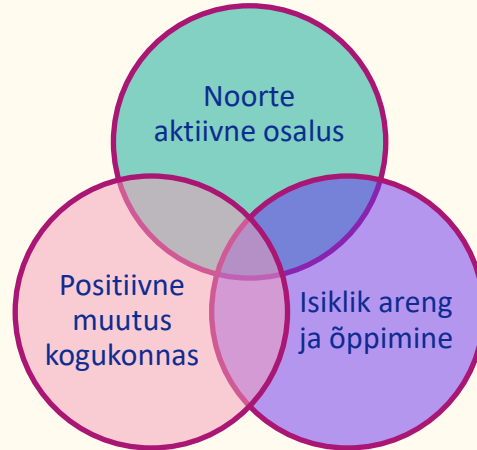 Noorte
aktiivne osalus
Positiivne
muutus
kogukonnas
Isiklik areng
ja õppimine